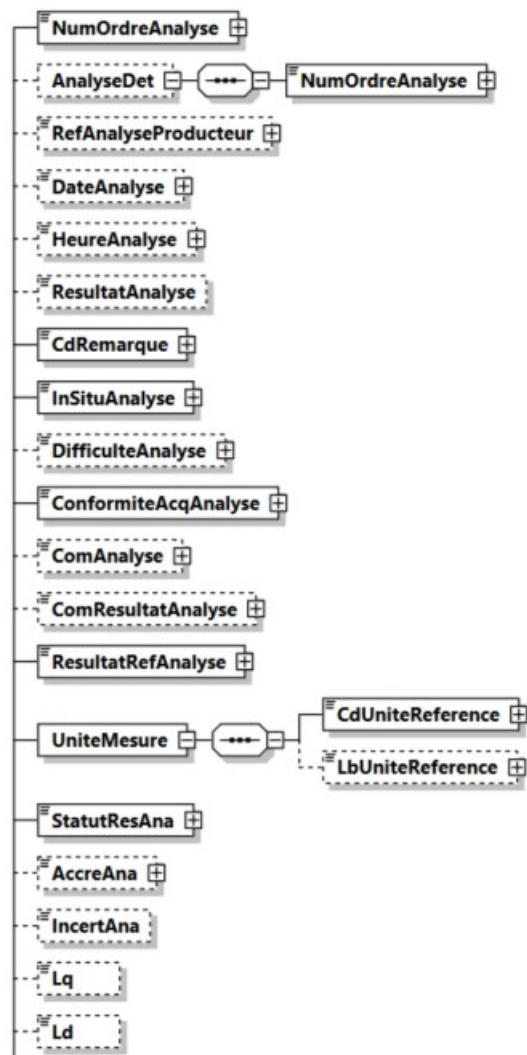 NumOrdreAnalyse
AnalyseDet NumOrdreAnalyse
RefAnalyseProducteur
DateAnalyse
HeureAnalyse
ResultatAnalyse
CdRemarque
InSituAnalyse
DifficulteAnalyse
ConformiteAcqAnalyse
ComAnalyse
ComResultatAnalyse
ResultatRefAnalyse
CdUniteReference
UniteMesure
LbUniteReference
StatutResAna
AccreAna
IncertAna
Lq
Ld